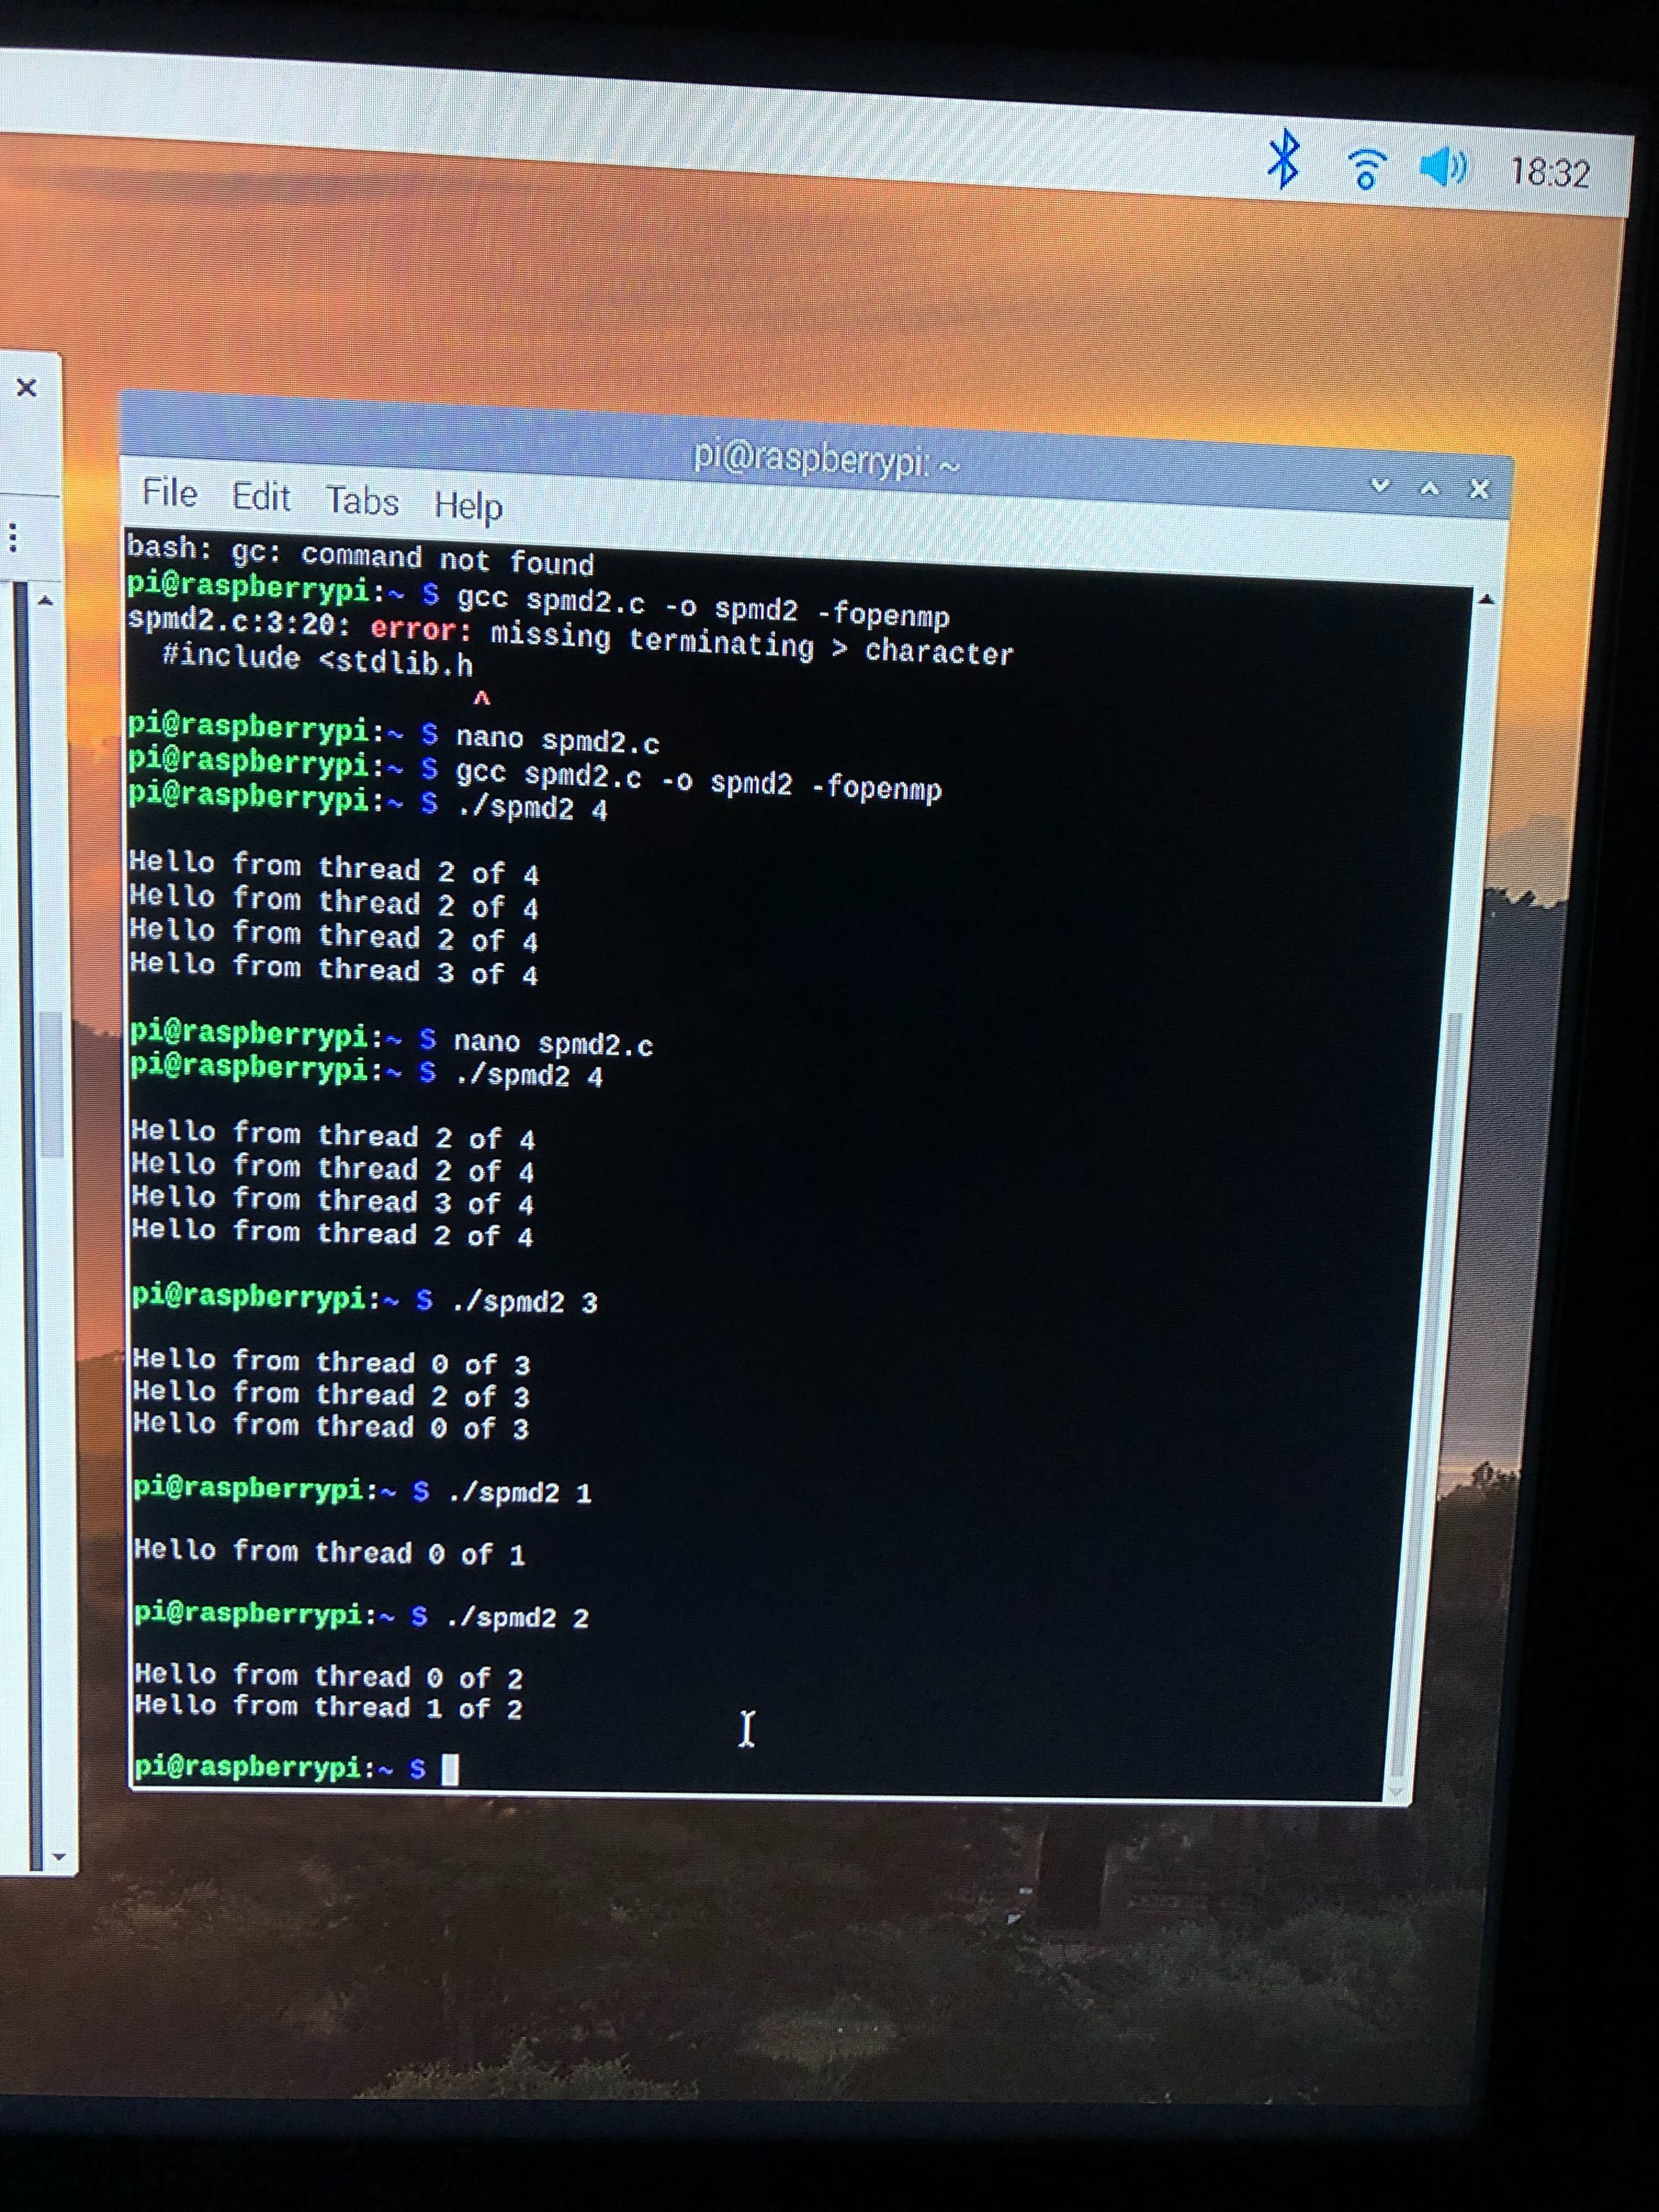 18:32
pi@raspberrypi: ~
File Edit Tabs Help
bash: gc: command not found
pi@raspberrypi:~ $ gcc spmd2.c -o spmd2 -fopenmp
spmd2.c:3:20: error: missing terminating > character
#include <stdlib.h
^
pi@raspberrypi:~ $ nano spmd2.c
pi@raspberrypi:~ $ gcc spmd2.c -o spmd2 -fopenmp
pi@raspberrypi:~ $ ./spmd2 4
Hello from thread 2 of 4
Hello from thread 2 of 4
Hello from thread 2 of 4
Hello from thread 3 of 4
pi@raspberrypi:~ $ nano spmd2.c
pi@raspberrypi:~ $ ./spmd2 4
Hello from thread 2 of 4
Hello from thread 2 of 4
Hello from thread 3 of 4
Hello from thread 2 of 4
pi@raspberrypi:~ $ ./spmd2 3
Hello from thread 0 of 3
Hello from thread 2 of 3
Hello from thread 0 of 3
pi@raspberrypi:~ $ ./spmd2 1
Hello from thread 0 of 1
pi@raspberrypi:~ $ ./spmd2 2
Hello from thread 0 of 2
Hello from thread 1 of 2
pi@raspberrypi:~ $